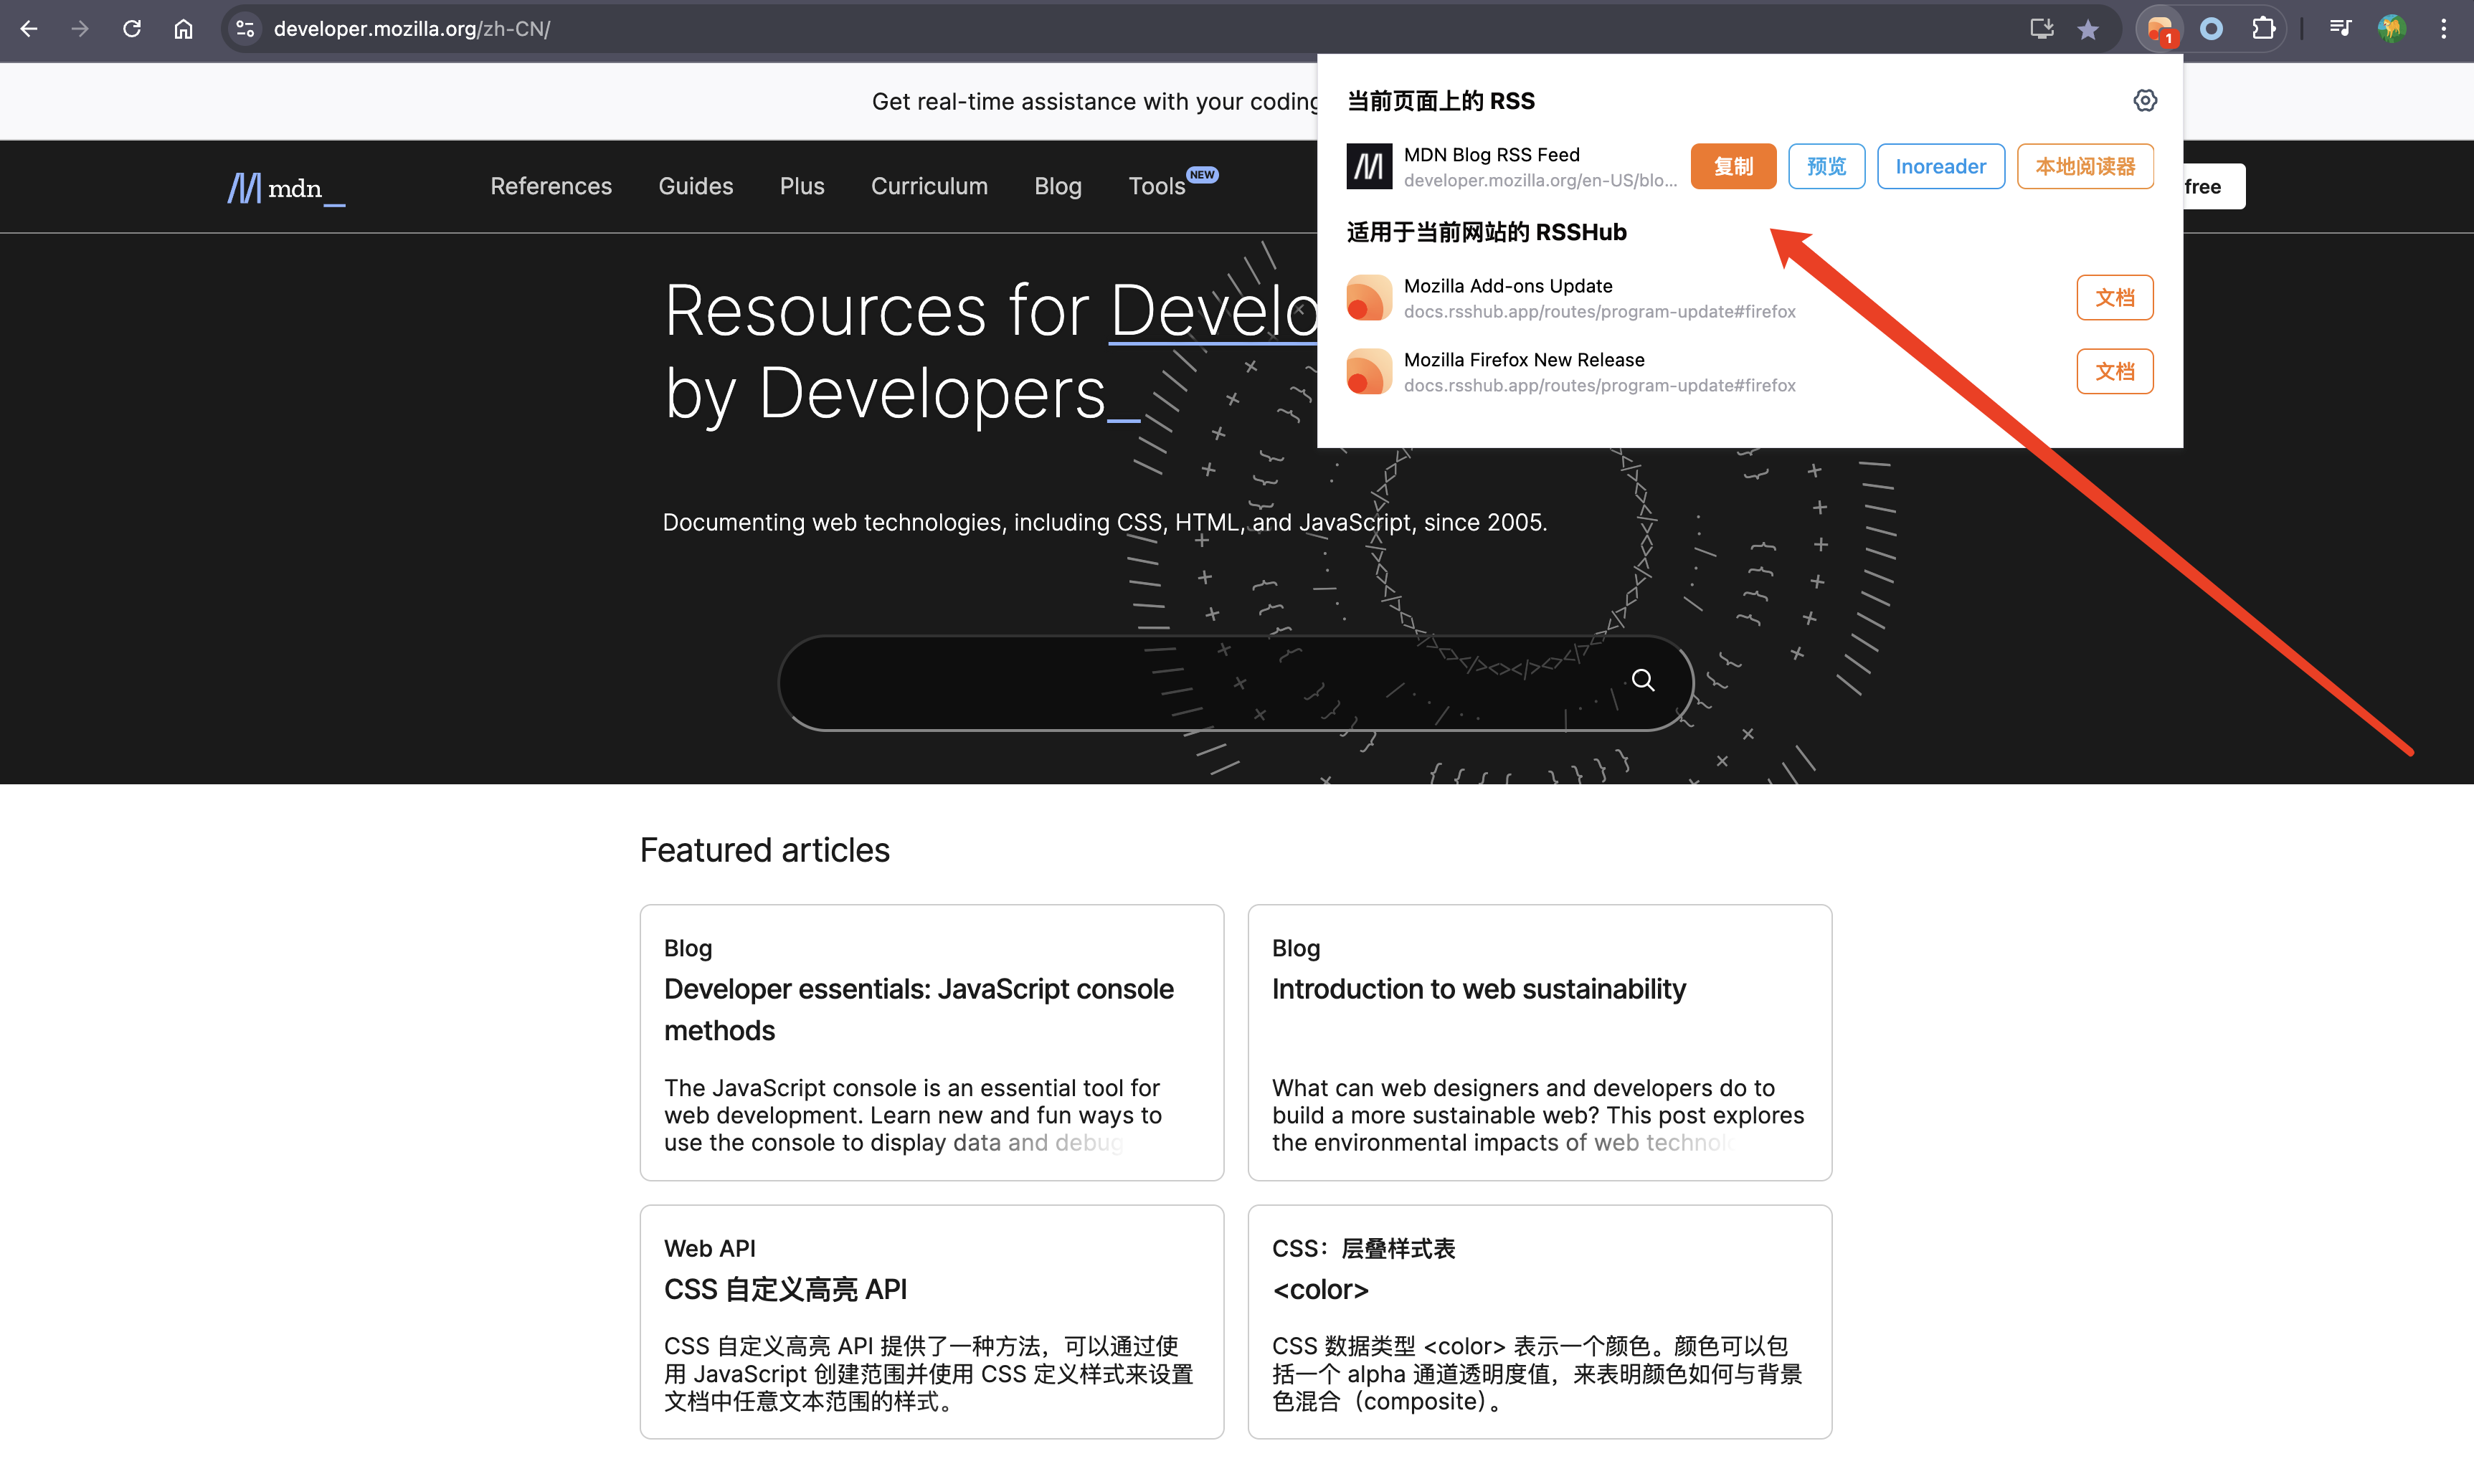 developer.mozilla.org/zh-CN/
1
Get real-time assistance with your coding
当前页面上的 RSS
MDN Blog RSS Feed
developer.mozilla.org/en-US/blo...
复制
预览
Inoreader
本地阅读器
适用于当前网站的 RSSHub
Mozilla Add-ons Update
docs.rsshub.app/routes/program-update#firefox
文档
Mozilla Firefox New Release
docs.rsshub.app/routes/program-update#firefox
文档
mdn_
References
Guides
Plus
Curriculum
Blog
Tools
NEW
free
Resources for Develo
by Developers_
Documenting web technologies, including CSS, HTML, and JavaScript, since 2005.
Featured articles
Blog
Developer essentials: JavaScript console
methods
The JavaScript console is an essential tool for
web development. Learn new and fun ways to
use the console to display data and debug
Blog
Introduction to web sustainability
What can web designers and developers do to
build a more sustainable web? This post explores
the environmental impacts of web technol
Web API
CSS 自定义高亮 API
CSS 自定义高亮 API 提供了一种方法，可以通过使
用 JavaScript 创建范围并使用 CSS 定义样式来设置
文档中任意文本范围的样式。
CSS：层叠样式表
<color>
CSS 数据类型 <color> 表示一个颜色。颜色可以包
括一个 alpha 通道透明度值，来表明颜色如何与背景
色混合（composite）。